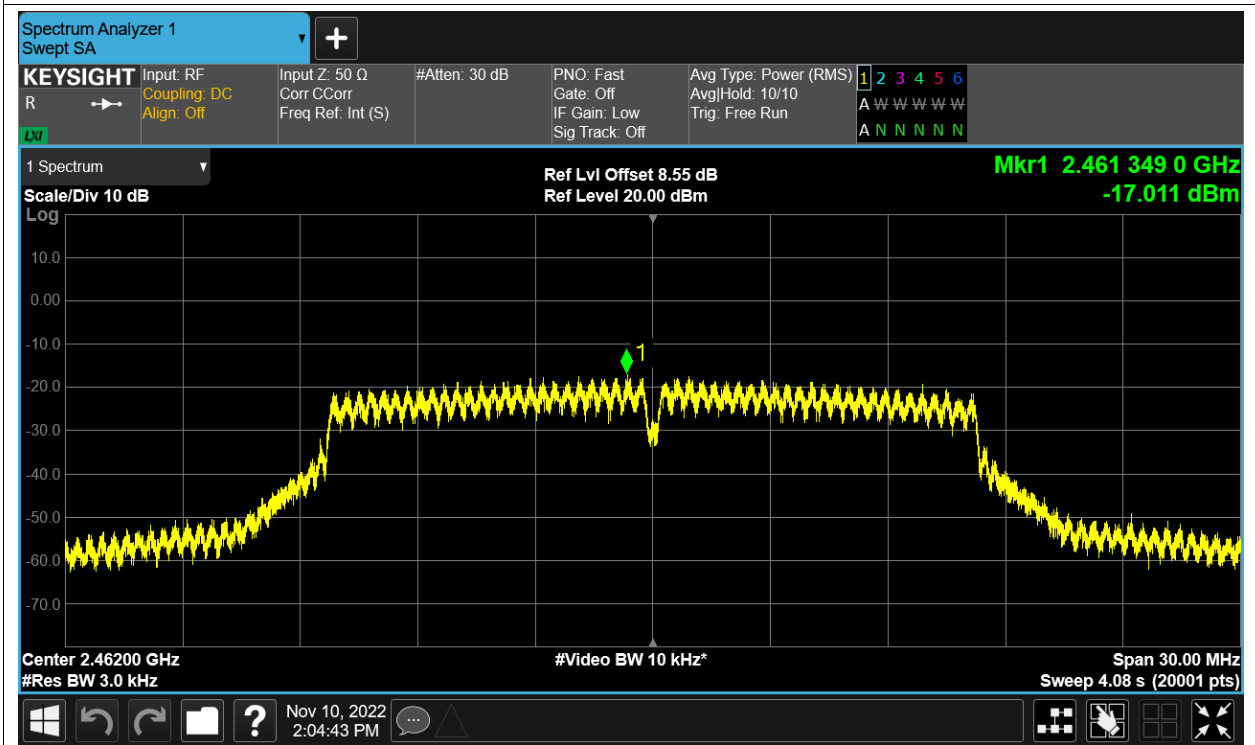 Spectrum Analyzer 1
Swept SA
+
KEYSIGHT
R
LXI
Input: RF
Coupling: DC
Align: Off
Input Z: 50 Ω
Corr CCorr
Freq Ref: Int (S)
#Atten: 30 dB
PNO: Fast
Gate: Off
IF Gain: Low
Sig Track: Off
Avg Type: Power (RMS)
Avg|Hold: 10/10
Trig: Free Run
1 2 3 4 5 6
A W W W W W
A N N N N N
1 Spectrum
Scale/Div 10 dB
Log
Ref Lvl Offset 8.55 dB
Ref Level 20.00 dBm
Mkr1 2.461 349 0 GHz
-17.011 dBm
10.0
0.00
-10.0
1
-20.0
-30.0
-40.0
-50.0
-60.0
-70.0
Center 2.46200 GHz
#Res BW 3.0 kHz
#Video BW 10 kHz*
Span 30.00 MHz
Sweep 4.08 s (20001 pts)
?
Nov 10, 2022
2:04:43 PM